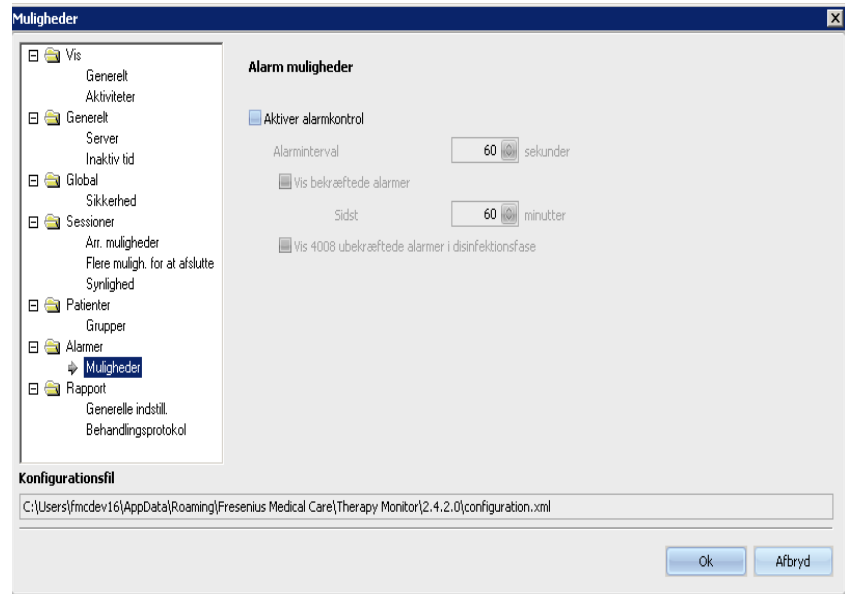 Muligheder
Vis
Generelt
Aktiviteter
Generelt
Server
Inaktiv tid
Global
Sikkerhed
Sessioner
Arr. muligheder
Flere muligh. for at afslutte
Synlighed
Patienter
Grupper
Alarmer
Muligheder
Rapport
Generelle indstill.
Behandlingsprotokol
Alarm muligheder
Aktiver alarmkontrol
Alarminterval 60 sekunder
Vis bekræftede alarmer
Sidst 60 minutter
Vis 4008 ubekræftede alarmer i disinfektionsfase
Konfigurationsfil
C:\Users\fmcdev16\AppData\Roaming\Fresenius Medical Care\Therapy Monitor\2.4.2.0\configuration.xml
Ok Afbryd